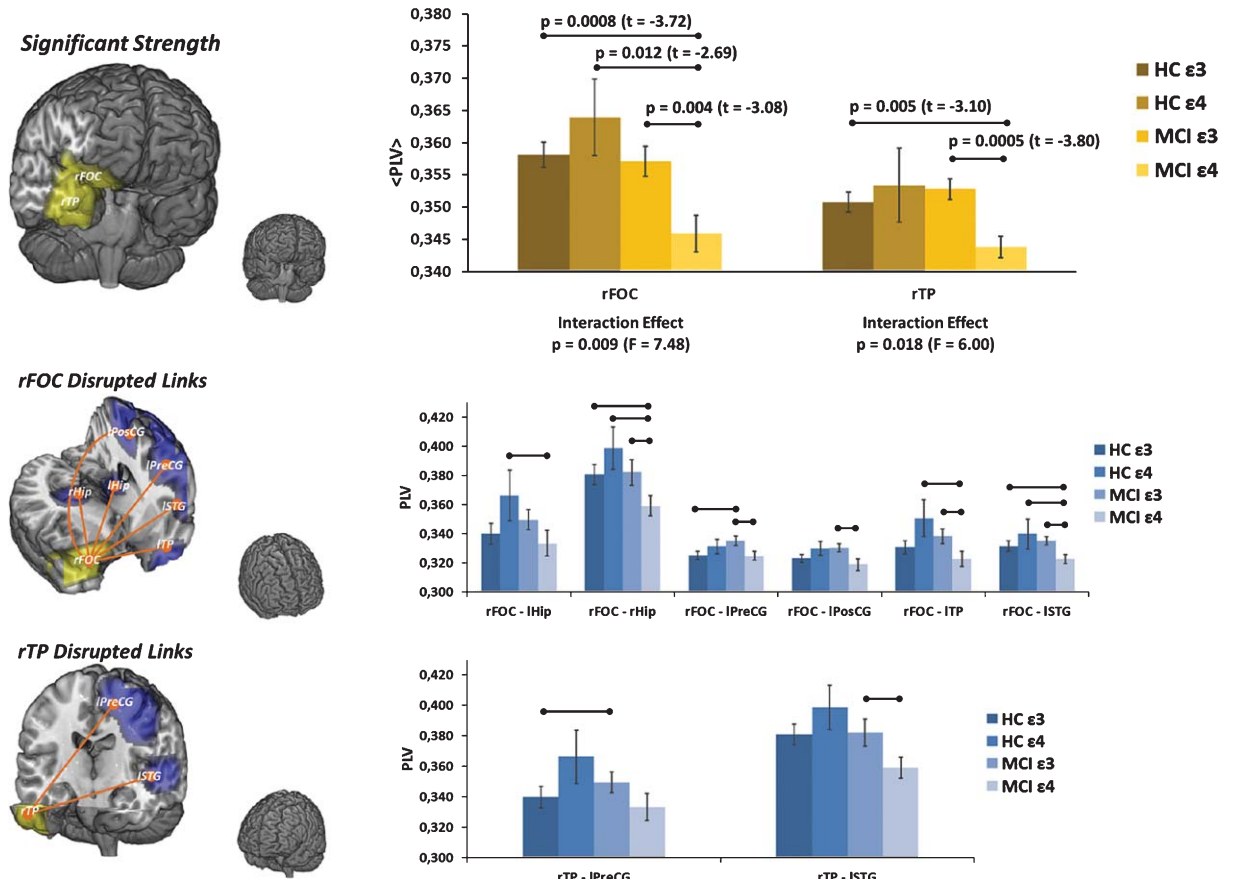 Significant Strength
rFOC
rTP
0,380
0,375
0,370
0,365
0,360
0,355
0,350
0,345
0,340
<PLV>
p = 0.0008 (t = -3.72)
p = 0.012 (t = -2.69)
p = 0.004 (t = -3.08)
p = 0.005 (t = -3.10)
p = 0.0005 (t = -3.80)
HC ε3
HC ε4
MCI ε3
MCI ε4
rFOC
rTP
Interaction Effect
p = 0.009 (F = 7.48)
Interaction Effect
p = 0.018 (F = 6.00)
rFOC Disrupted Links
lPosCG
lPreCG
rHip
lHip
lSTG
lTP
rFOC
0,420
0,400
0,380
0,360
0,340
0,320
0,300
PLV
HC ε3
HC ε4
MCI ε3
MCI ε4
rFOC - lHip
rFOC - rHip
rFOC - lPreCG
rFOC - lPosCG
rFOC - lTP
rFOC - lSTG
rTP Disrupted Links
lPreCG
lSTG
rTP
0,420
0,400
0,380
0,360
0,340
0,320
0,300
PLV
HC ε3
HC ε4
MCI ε3
MCI ε4
rTP - lPreCG
rTP - lSTG